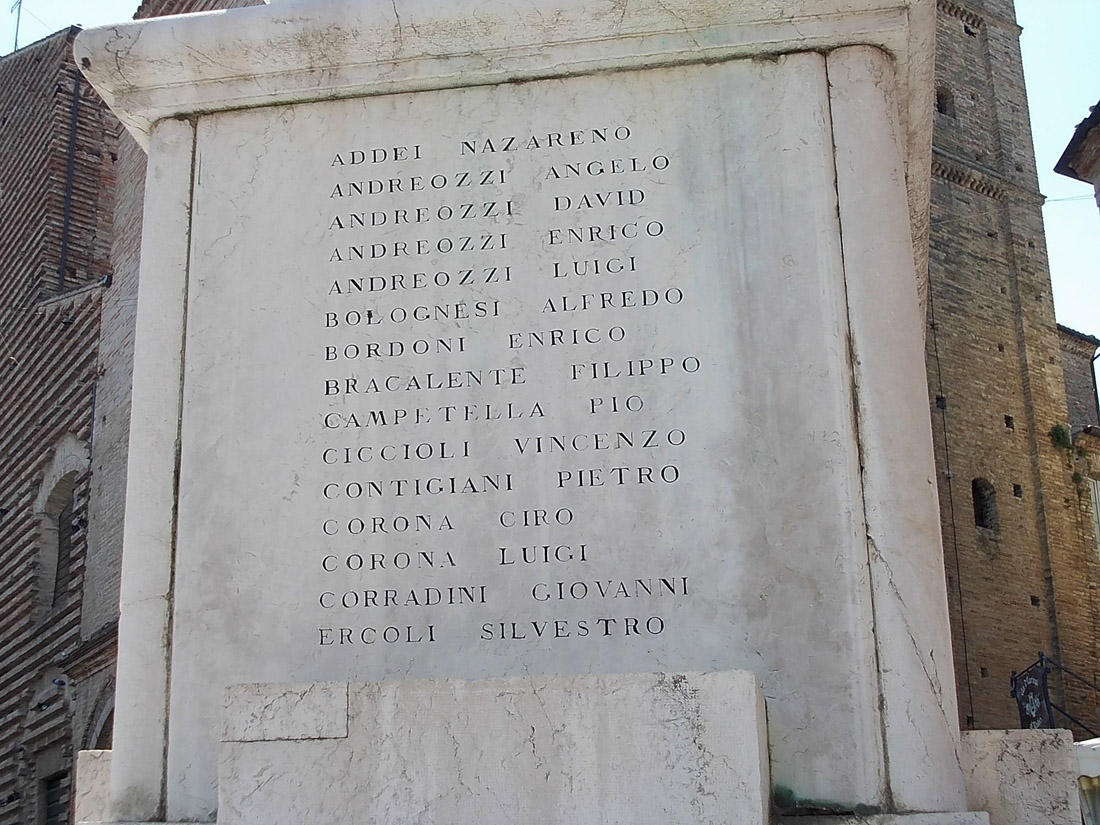 ADDEI NAZARENO
ANDREOZZI ANGELO
ANDREOZZI DAVID
ANDREOZZI ENRICO
ANDREOZZI LUIGI
BOLOGNESI ALFREDO
BORDONI ENRICO
BRACALENTE FILIPPO
CAMPETELLA PIO
CICCIOLI VINCENZO
CONTIGIANI PIETRO
CORONA CIRO
CORONA LUIGI
CORRADINI GIOVANNI
ERCOLI SILVESTRO